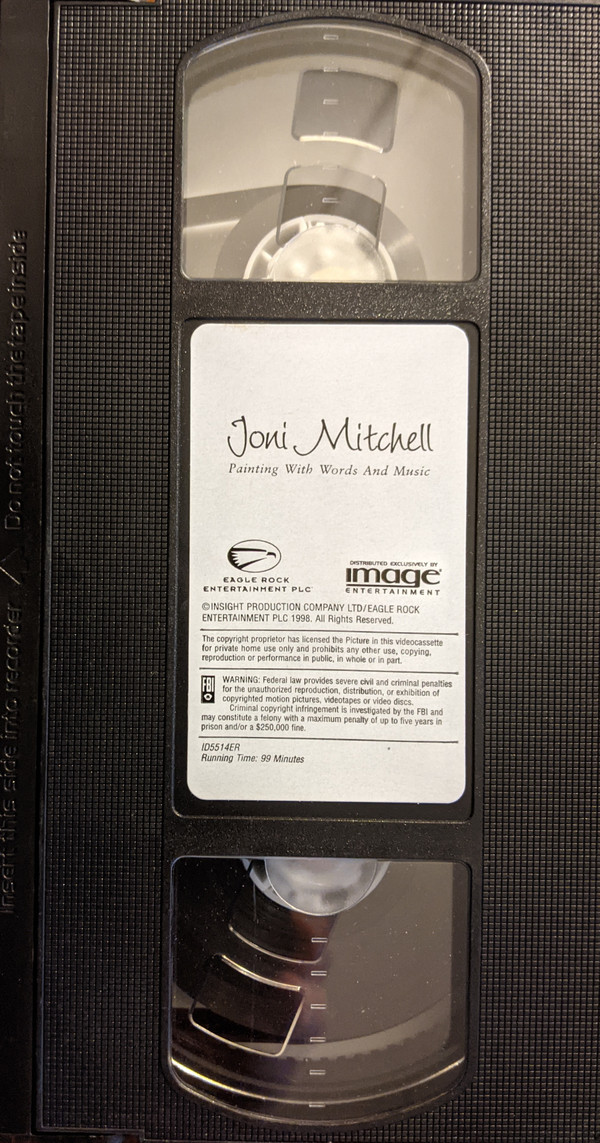 Joni Mitchell
Painting With Words And Music
EAGLE ROCK
ENTERTAINMENT PLC
DISTRIBUTED EXCLUSIVELY BY
image
ENTERTAINMENT
©INSIGHT PRODUCTION COMPANY LTD/EAGLE ROCK
ENTERTAINMENT PLC 1998. All Rights Reserved.
The copyright proprietor has licensed the Picture in this videocassette
for private home use only and prohibits any other use, copying,
reproduction or performance in public, in whole or in part.
FBI
WARNING: Federal law provides severe civil and criminal penalties
for the unauthorized reproduction, distribution, or exhibition of
copyrighted motion pictures, videotapes or video discs.
Criminal copyright infringement is investigated by the FBI and
may constitute a felony with a maximum penalty of up to five years in
prison and/or a $250,000 fine.
ID5514ER
Running Time: 99 Minutes
Insert this side into recorder
Do not touch the tape inside